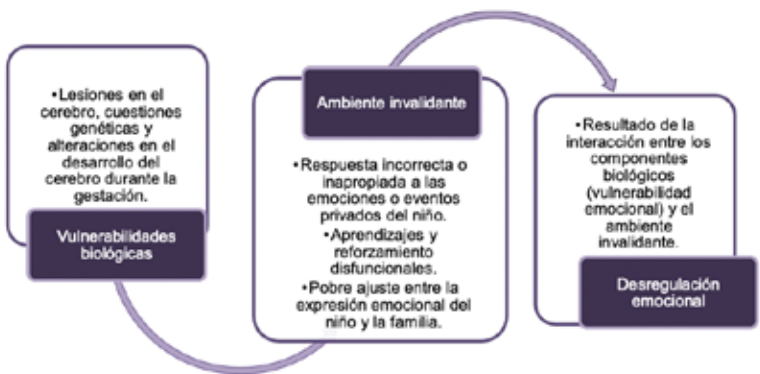 •Lesiones en el
cerebro, cuestiones
genéticas y
alteraciones en el
desarrollo del
cerebro durante la
gestación.
Vulnerabilidades
biológicas
Ambiente invalidante
•Respuesta incorrecta o
inapropiada a las
emociones o eventos
privados del niño.
•Aprendizajes y
reforzamiento
disfuncionales.
•Pobre ajuste entre la
expresión emocional del
niño y la familia.
•Resultado de la
interacción entre los
componentes
biológicos
(vulnerabilidad
emocional) y el
ambiente
invalidante.
Desregulación
emocional